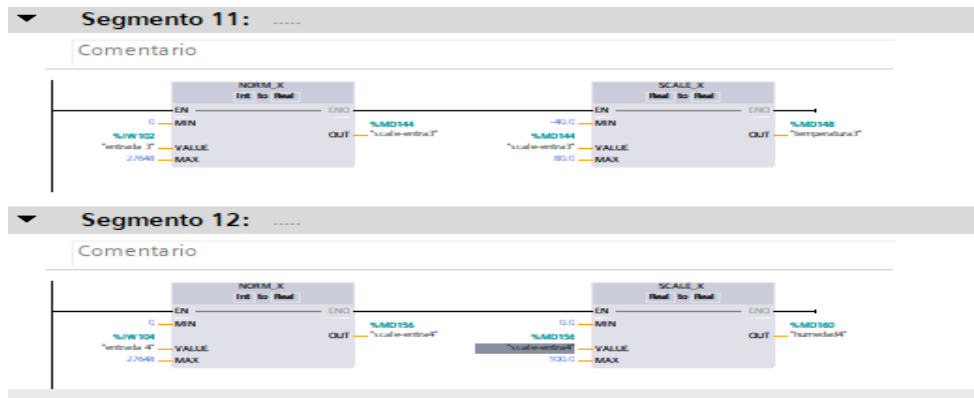 Segmento 11: .....
Comentario
NORM_X
Int to Real
EN
ENO
0
MIN
%IW102
"entrada 3"
VALUE
27648
MAX
OUT
%MD144
"scale-entra3"
SCALE_X
Real to Real
EN
ENO
-40.0
MIN
%MD144
"scale-entra3"
VALUE
80.0
MAX
OUT
%MD148
"temperatura3"
Segmento 12: .....
Comentario
NORM_X
Int to Real
EN
ENO
0
MIN
%IW104
"entrada 4"
VALUE
27648
MAX
OUT
%MD156
"scale-entra4"
SCALE_X
Real to Real
EN
ENO
0.0
MIN
%MD156
"scale-entra4"
VALUE
100.0
MAX
OUT
%MD160
"humedad4"